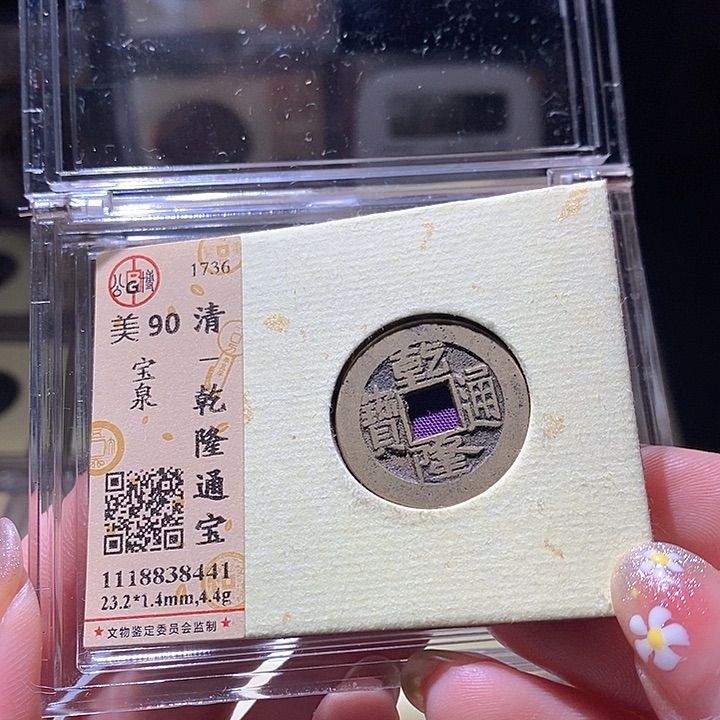 公博
G
1736
美 90
清－乾隆通宝
宝泉
1118838441
23.2*1.4mm,4.4g
★文物鉴定委员会监制★
乾隆通寶